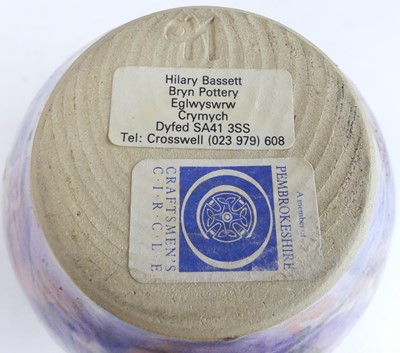 Hilary Bassett
Bryn Pottery
Eglwyswrw
Crymych
Dyfed SA41 3SS
Tel: Crosswell (023 979) 608
A member of
PEMBROKESHIRE
CRAFTSMEN'S
C·I·R·C·L·E